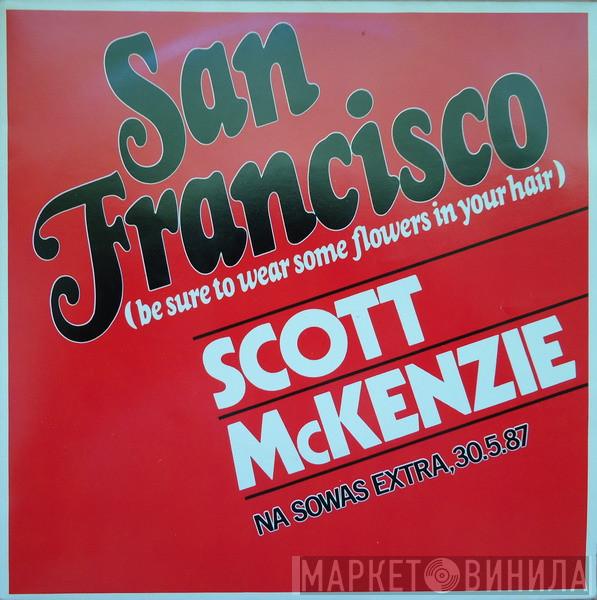 San
Francisco
(be sure to wear some flowers in your hair)
SCOTT
McKENZIE
NA SOWAS EXTRA, 30.5.87
МАРКЕТ ВИНИЛА